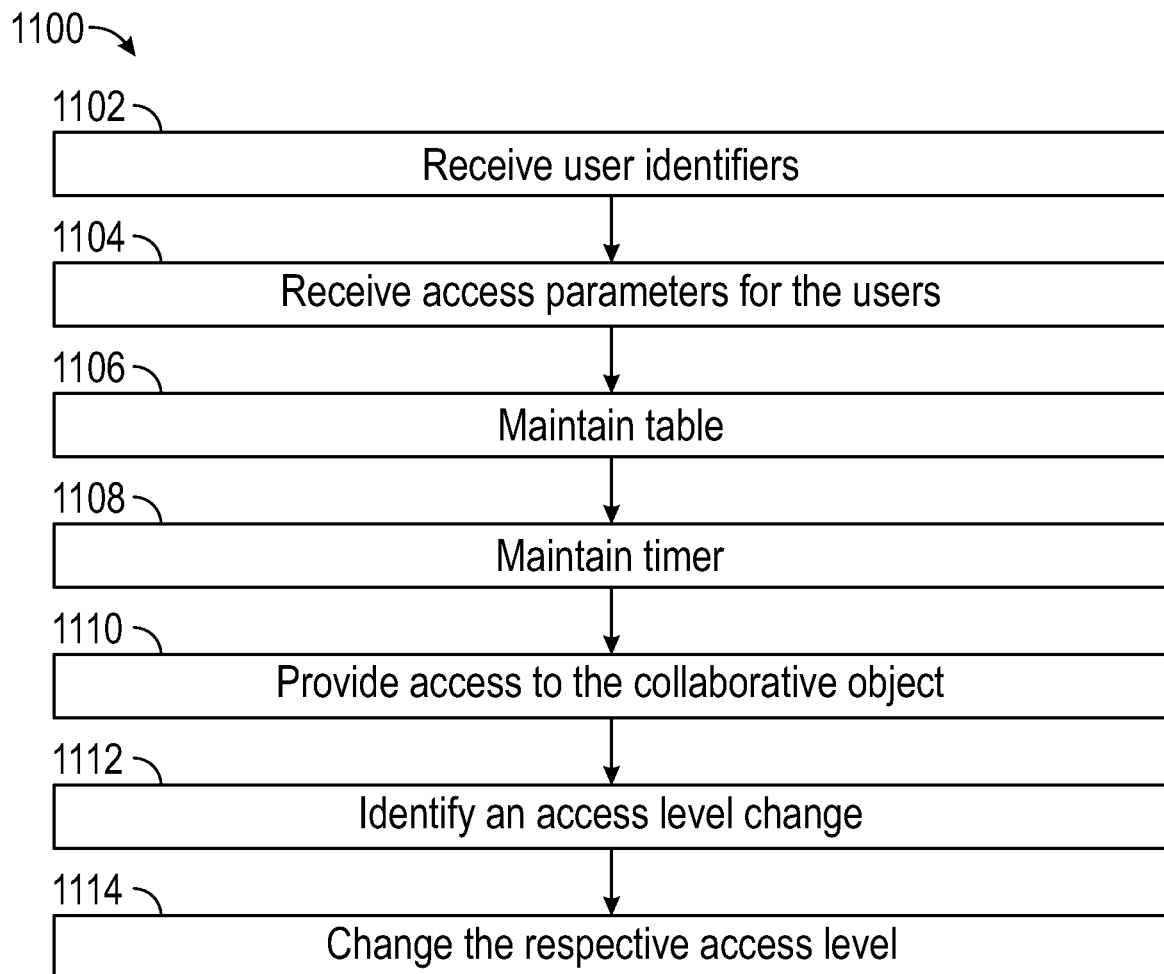 1100
1102
Receive user identifiers
1104
Receive access parameters for the users
1106
Maintain table
1108
Maintain timer
1110
Provide access to the collaborative object
1112
Identify an access level change
1114
Change the respective access level